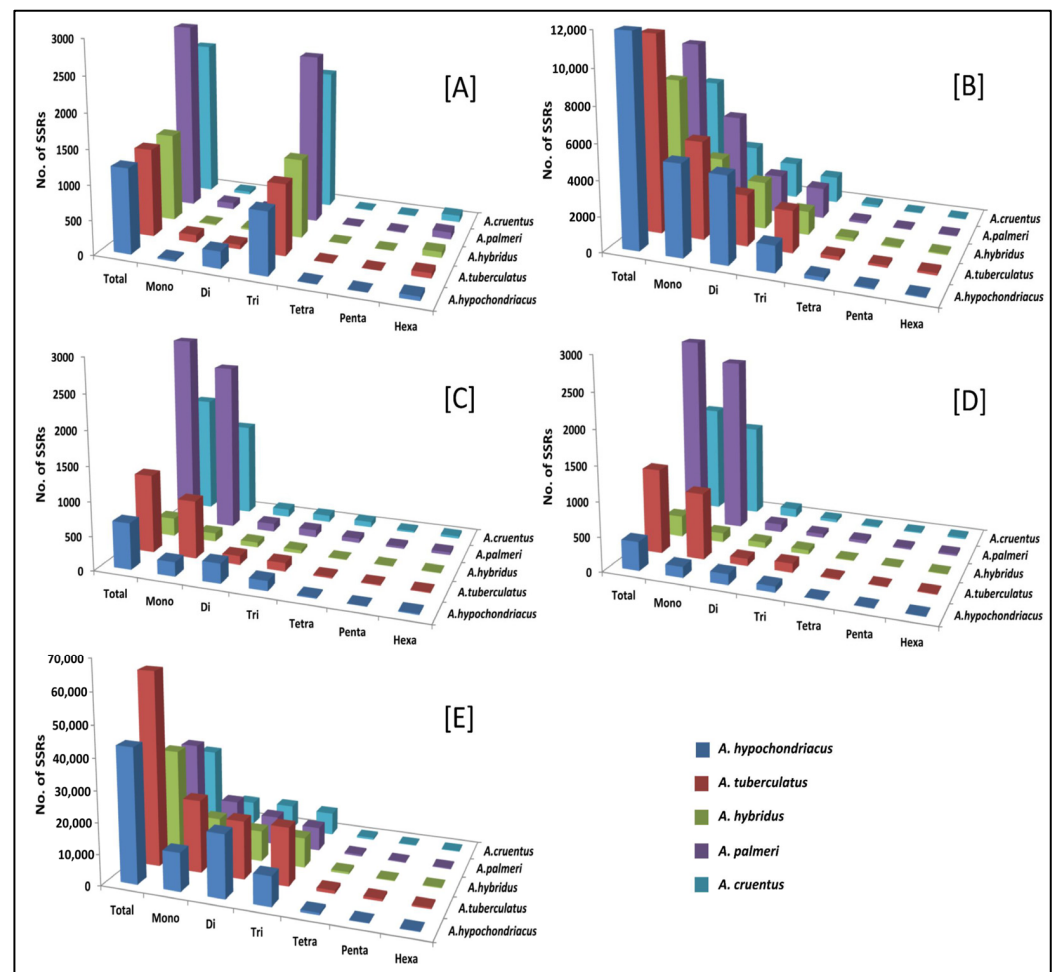 [A]
No. of SSRs
3000
2500
2000
1500
1000
500
0
Total
Mono
Di
Tri
Tetra
Penta
Hexa
A.cruentus
A.palmeri
A.hybridus
A.tuberculatus
A.hypochondriacus
[B]
No. of SSRs
12,000
10,000
8000
6000
4000
2000
0
Total
Mono
Di
Tri
Tetra
Penta
Hexa
A.cruentus
A.palmeri
A.hybridus
A.tuberculatus
A.hypochondriacus
[C]
No. of SSRs
3000
2500
2000
1500
1000
500
0
Total
Mono
Di
Tri
Tetra
Penta
Hexa
A.cruentus
A.palmeri
A.hybridus
A.tuberculatus
A.hypochondriacus
[D]
No. of SSRs
3000
2500
2000
1500
1000
500
0
Total
Mono
Di
Tri
Tetra
Penta
Hexa
A.cruentus
A.palmeri
A.hybridus
A.tuberculatus
A.hypochondriacus
[E]
No. of SSRs
70,000
60,000
50,000
40,000
30,000
20,000
10,000
0
Total
Mono
Di
Tri
Tetra
Penta
Hexa
A.cruentus
A.palmeri
A.hybridus
A.tuberculatus
A.hypochondriacus
A. hypochondriacus
A. tuberculatus
A. hybridus
A. palmeri
A. cruentus